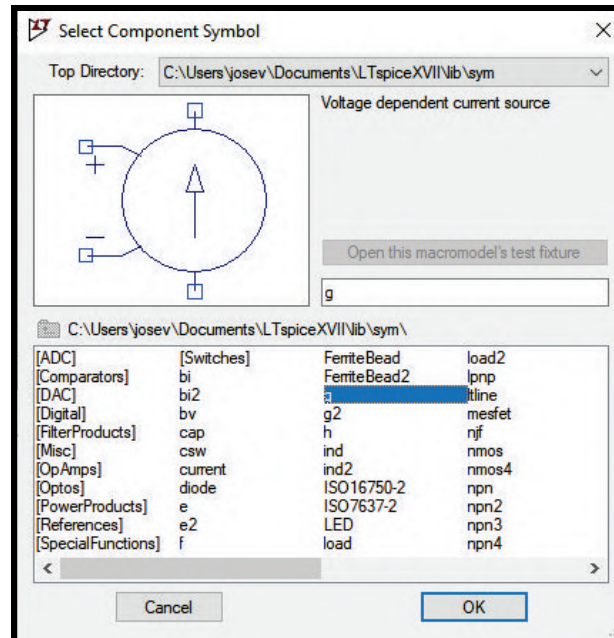 Select Component Symbol
Top Directory: C:\Users\josev\Documents\LTspiceXVII\lib\sym
Voltage dependent current source
+
−
Open this macromodel's test fixture
g
C:\Users\josev\Documents\LTspiceXVII\lib\sym\
[ADC] [Switches] FerriteBead load2
[Comparators] bi FerriteBead2 lpnp
[DAC] bi2 g ltline
[Digital] bv g2 mesfet
[FilterProducts] cap h njf
[Misc] csw ind nmos
[OpAmps] current ind2 nmos4
[Optos] diode ISO16750-2 npn
[PowerProducts] e ISO7637-2 npn2
[References] e2 LED npn3
[SpecialFunctions] f load npn4
Cancel OK